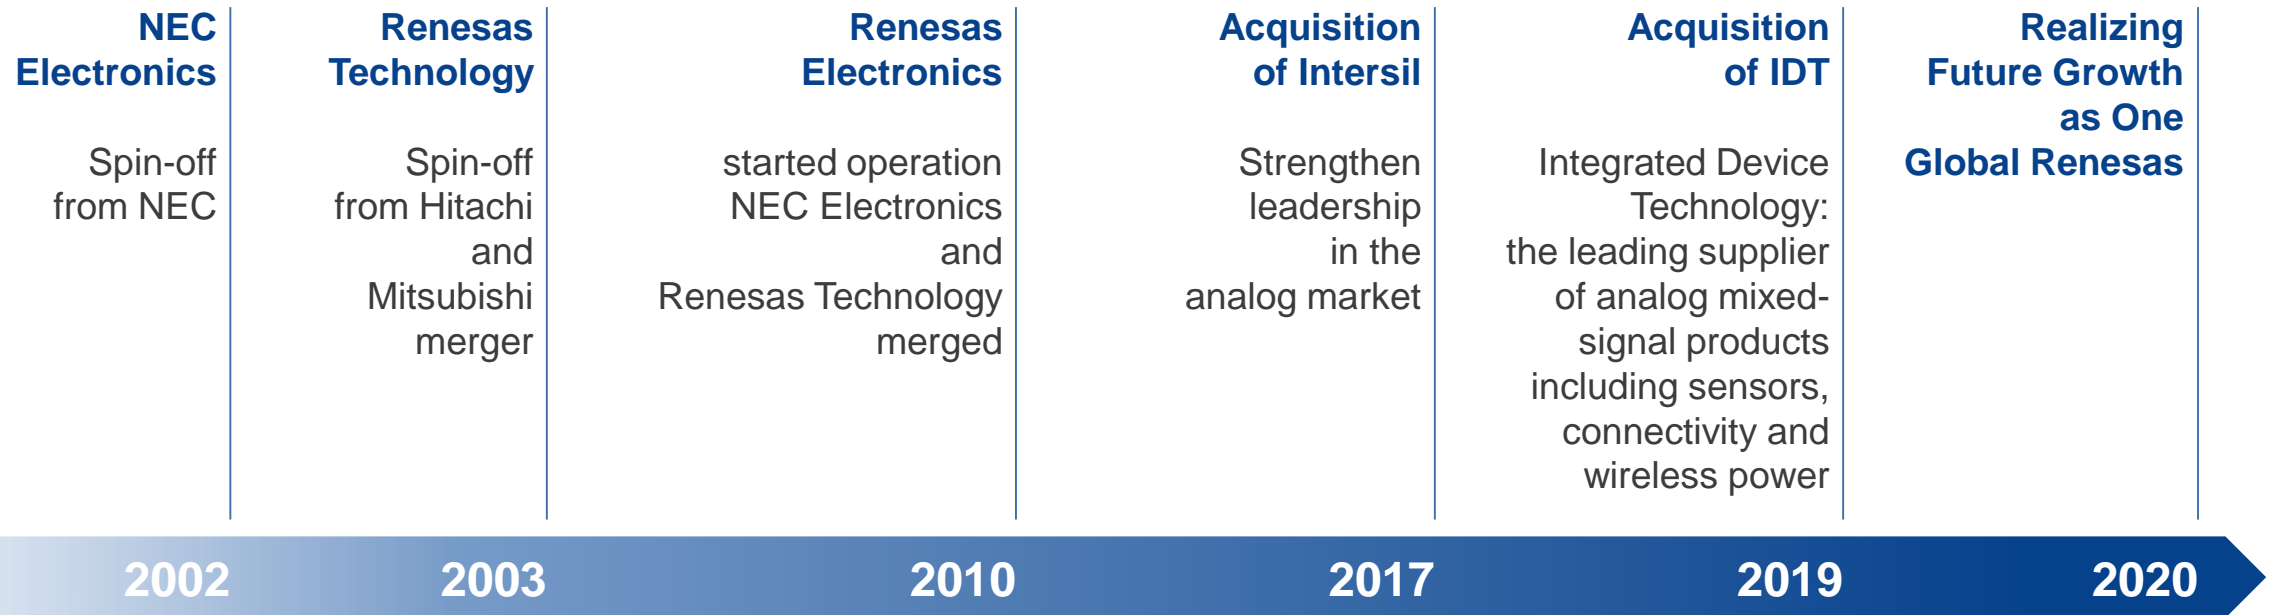 NEC
Electronics
Spin-off
from NEC
Renesas
Technology
Spin-off
from Hitachi
and
Mitsubishi
merger
Renesas
Electronics
started operation
NEC Electronics
and
Renesas Technology
merged
Acquisition
of Intersil
Strengthen
leadership
in the
analog market
Acquisition
of IDT
Integrated Device
Technology:
the leading supplier
of analog mixed-
signal products
including sensors,
connectivity and
wireless power
Realizing
Future Growth
as One
Global Renesas
2002
2003
2010
2017
2019
2020